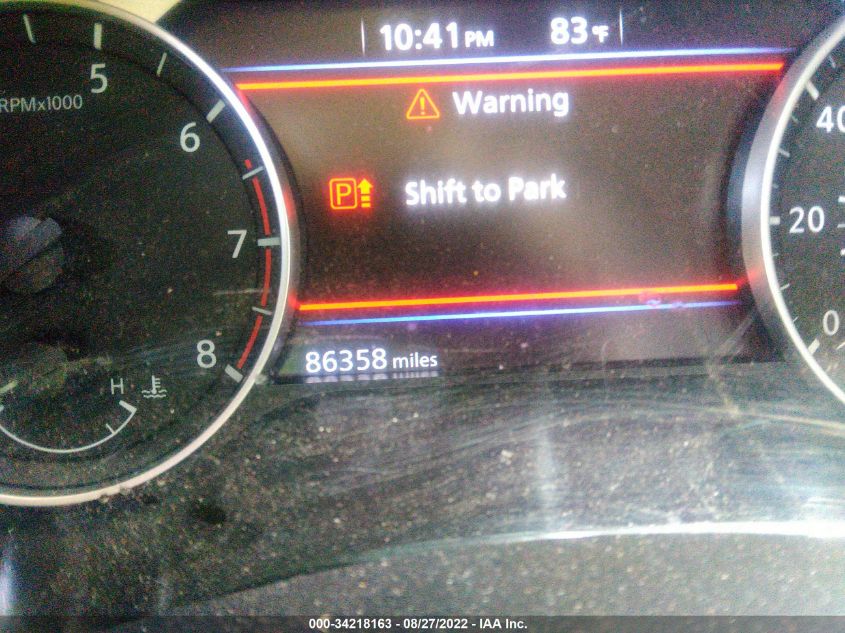 10:41 PM 83°F
5
RPMx1000
Warning
40
6
P Shift to Park
20
7
0
8
86358 miles
H
000-34218163 - 08/27/2022 - IAA Inc.